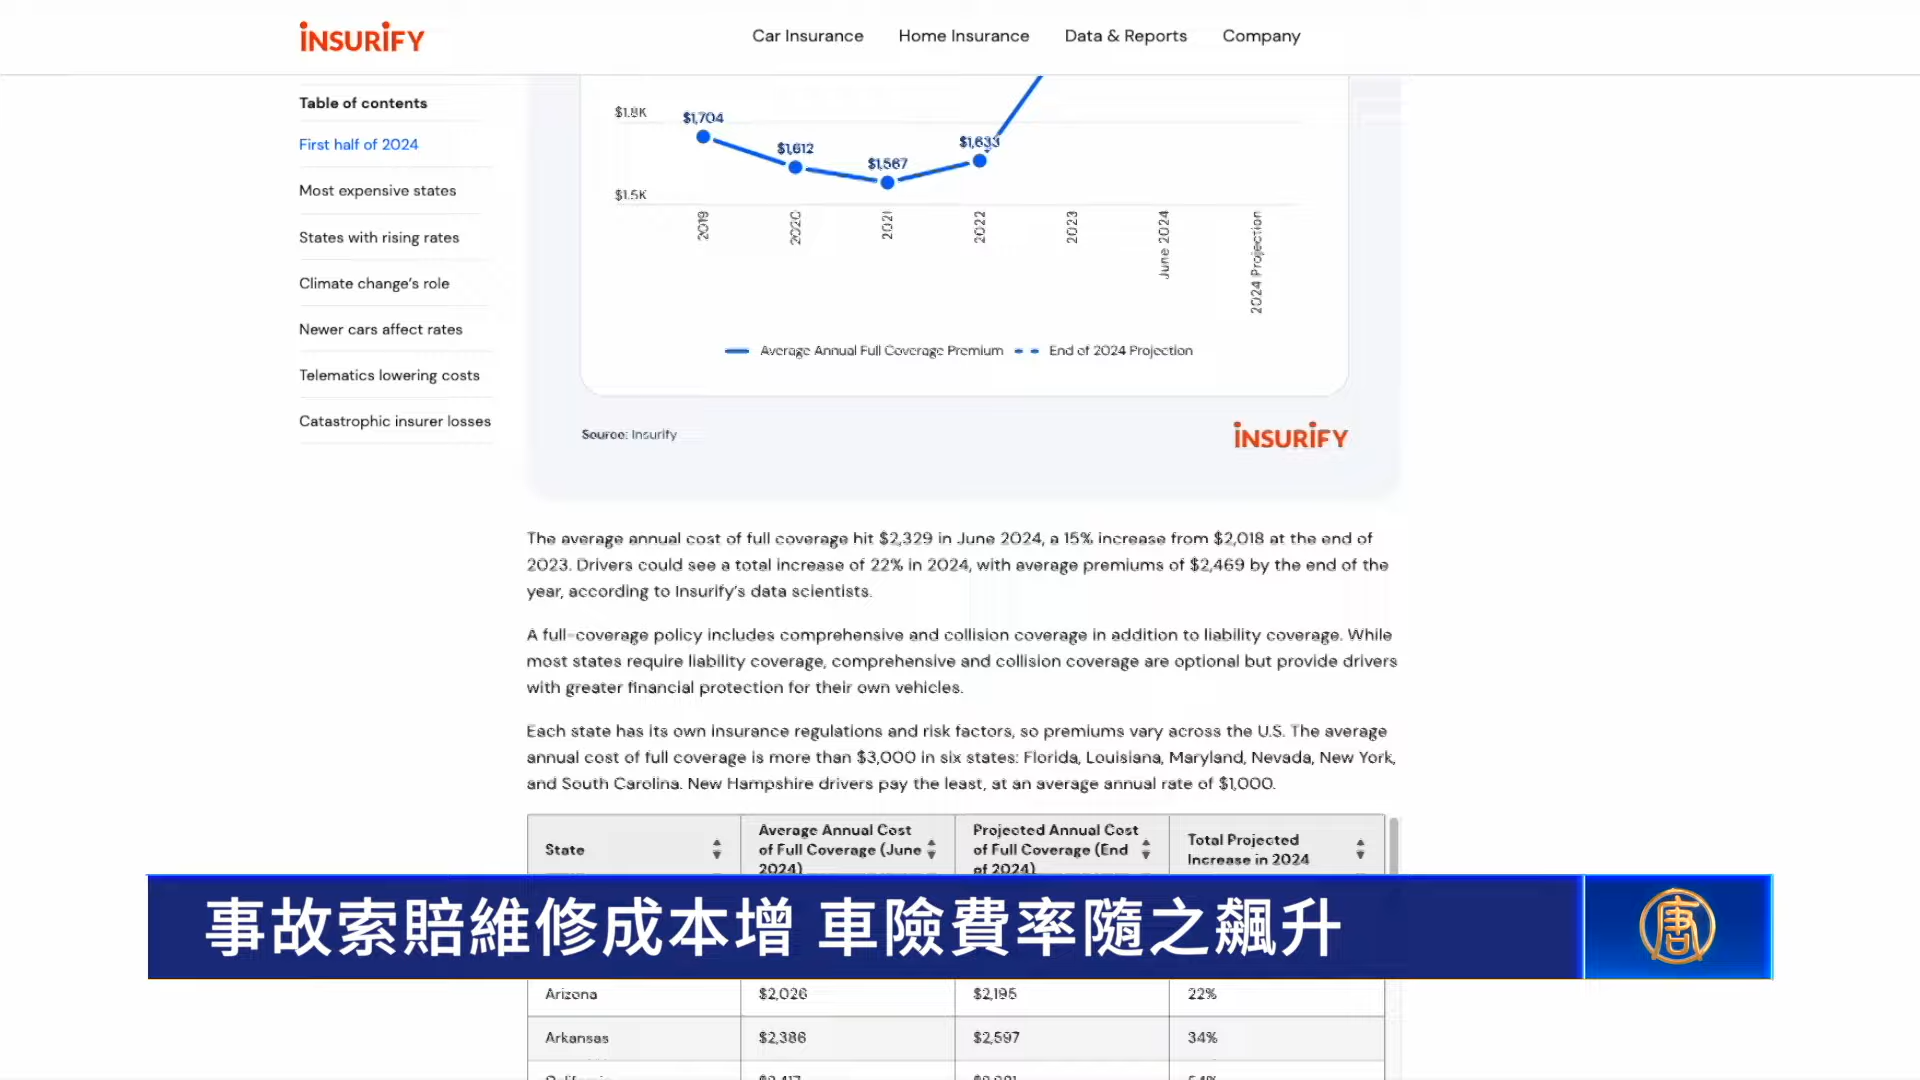 INSURIFY
Car Insurance Home Insurance Data & Reports Company
Table of contents
First half of 2024
Most expensive states
States with rising rates
Climate change's role
Newer cars affect rates
Telematics lowering costs
Catastrophic insurer losses
$1.8K
$1,704
$1,612
$1,567
$1,633
$1.5K
2019
2020
2021
2022
2023
June 2024
2024 Projection
Average Annual Full Coverage Premium End of 2024 Projection
Source: Insurify
INSURIFY
The average annual cost of full coverage hit $2,329 in June 2024, a 15% increase from $2,018 at the end of
2023. Drivers could see a total increase of 22% in 2024, with average premiums of $2,469 by the end of the
year, according to Insurify's data scientists.
A full-coverage policy includes comprehensive and collision coverage in addition to liability coverage. While
most states require liability coverage, comprehensive and collision coverage are optional but provide drivers
with greater financial protection for their own vehicles.
Each state has its own insurance regulations and risk factors, so premiums vary across the U.S. The average
annual cost of full coverage is more than $3,000 in six states: Florida, Louisiana, Maryland, Nevada, New York,
and South Carolina. New Hampshire drivers pay the least, at an average annual rate of $1,000.
State
Average Annual Cost
of Full Coverage (June
2024)
Projected Annual Cost
of Full Coverage (End
of 2024)
Total Projected
Increase in 2024
事故索賠維修成本增 車險費率隨之飆升
唐
Arizona $2,026 $2,195 22%
Arkansas $2,386 $2,597 34%